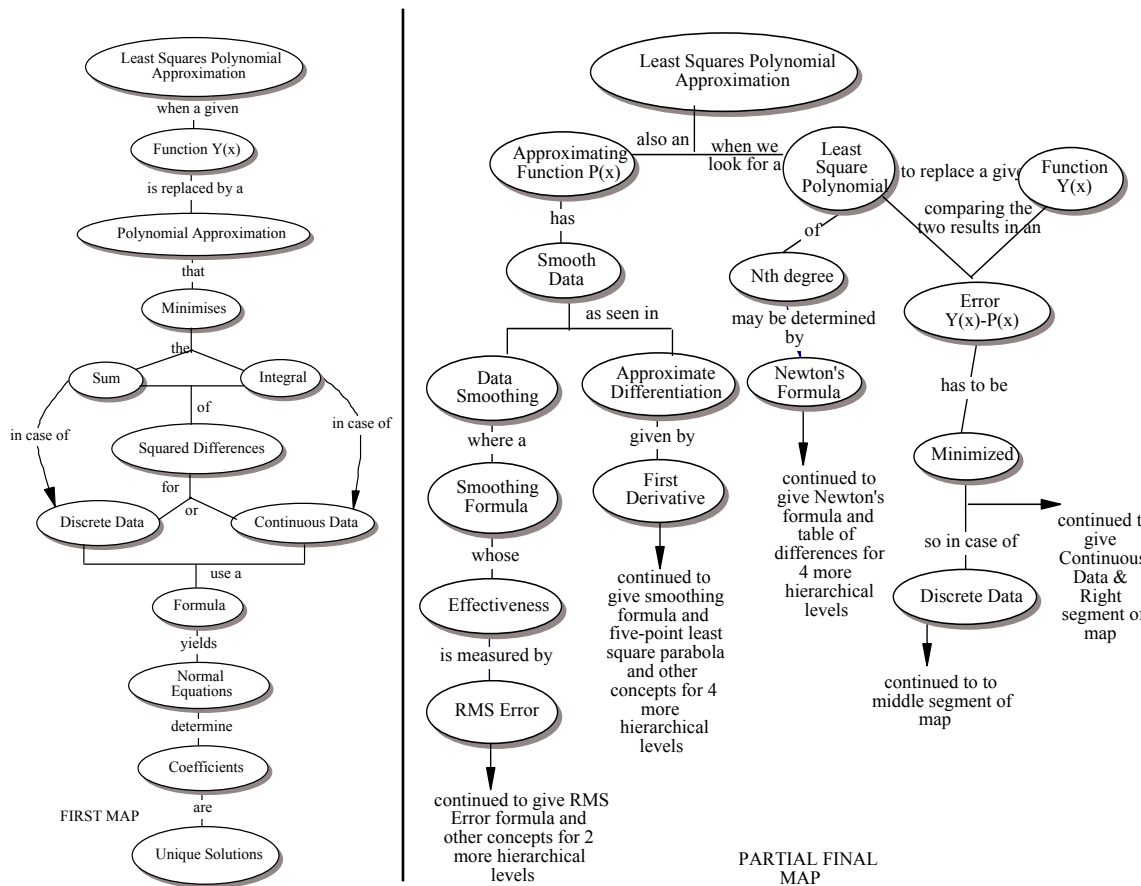 Least Squares Polynomial
Approximation
when a given
Function Y(x)
is replaced by a
Polynomial Approximation
that
Minimises
the
Sum
Integral
in case of
of
in case of
Squared Differences
for
or
Discrete Data
Continuous Data
use a
Formula
yields
Normal
Equations
determine
Coefficients
are
FIRST MAP
Unique Solutions
Least Squares Polynomial
Approximation
also an
when we
look for a
Approximating
Function P(x)
Least
Square
Polynomial
to replace a give
Function
Y(x)
comparing the
two results in an
has
of
Smooth
Data
Nth degree
Error
Y(x)-P(x)
as seen in
may be determined
by
Data
Smoothing
Approximate
Differentiation
Newton's
Formula
has to be
where a
given by
Minimized
Smoothing
Formula
First
Derivative
continued to
give Newton's
formula and
table of
differences for
4 more
hierarchical
levels
continued t
give
Continuous
Data &
Right
segment of
map
so in case of
whose
Discrete Data
Effectiveness
continued to
give smoothing
formula and
five-point least
square parabola
and other
concepts for 4
more
hierarchical
levels
is measured by
continued to to
middle segment of
map
RMS Error
continued to give RMS
Error formula and
other concepts for 2
more hierarchical
levels
PARTIAL FINAL
MAP